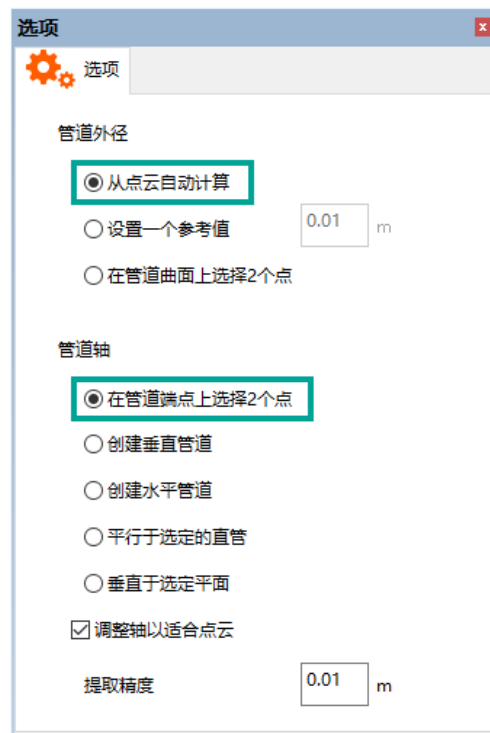 选项
选项
管道外径
从点云自动计算
设置一个参考值 0.01 m
在管道曲面上选择2个点
管道轴
在管道端点上选择2个点
创建垂直管道
创建水平管道
平行于选定的直管
垂直于选定平面
调整轴以适合点云
提取精度 0.01 m